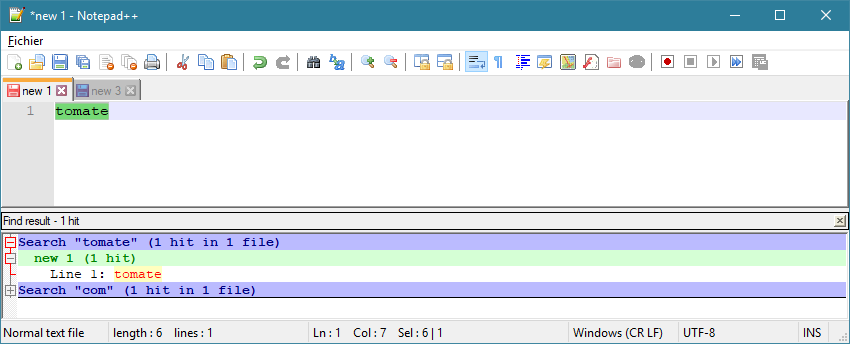 *new 1 - Notepad++
Fichier
new 1 new 3
1 tomate
Find result - 1 hit
Search "tomate" (1 hit in 1 file)
new 1 (1 hit)
Line 1: tomate
Search "com" (1 hit in 1 file)
Normal text file length : 6 lines : 1 Ln : 1 Col : 7 Sel : 6 | 1 Windows (CR LF) UTF-8 INS